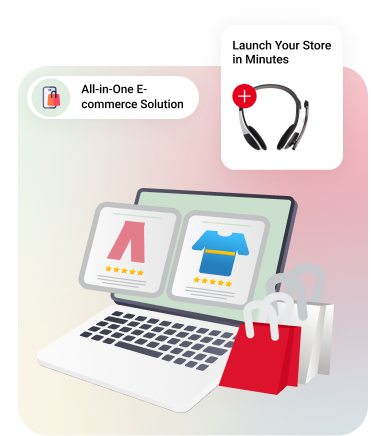 Launch Your Store
in Minutes
All-in-One E-
commerce Solution